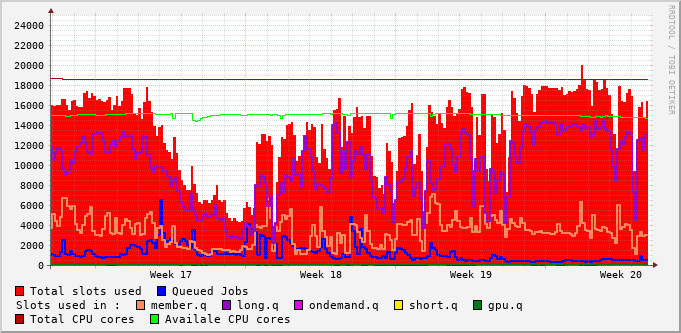 24000
22000
20000
18000
16000
14000
12000
10000
8000
6000
4000
2000
0
Week 17 Week 18 Week 19 Week 20
Total slots used Queued Jobs
Slots used in : member.q long.q ondemand.q short.q gpu.q
Total CPU cores Availale CPU cores
RRDTOOL / TOBI OETIKER